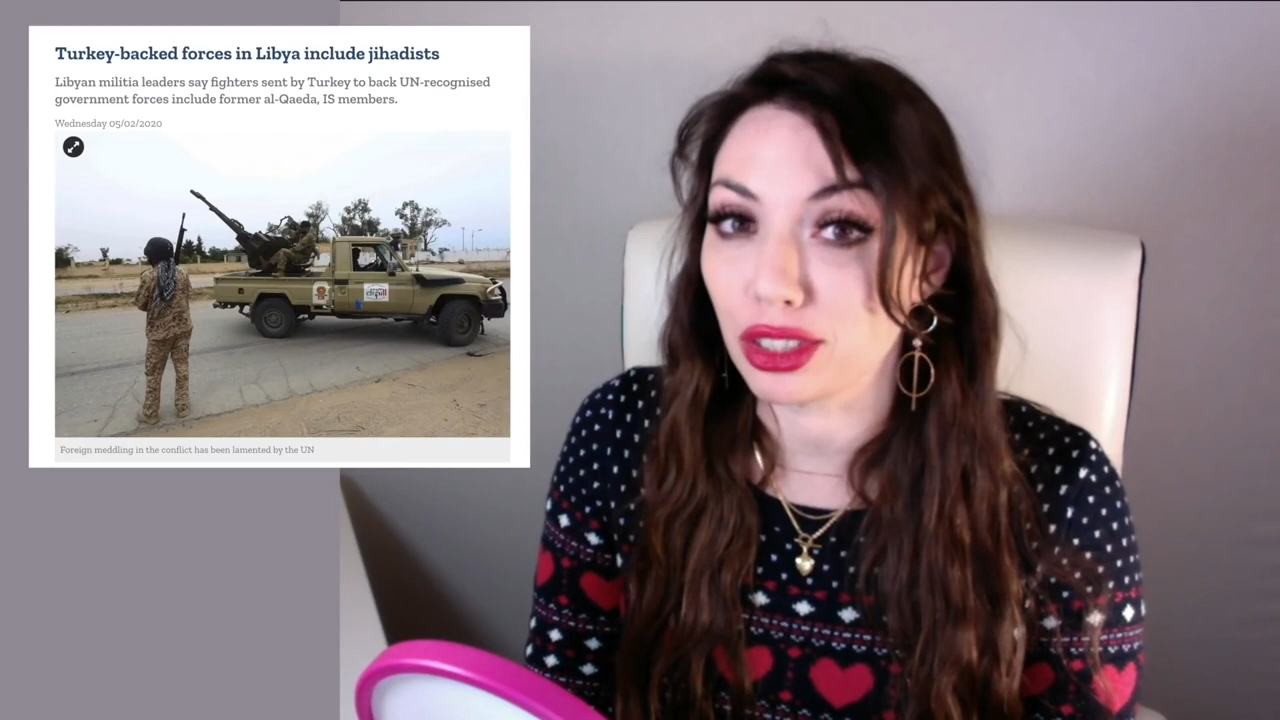 Turkey-backed forces in Libya include jihadists
Libyan militia leaders say fighters sent by Turkey to back UN-recognised
government forces include former al-Qaeda, IS members.
Wednesday 05/02/2020
Foreign meddling in the conflict has been lamented by the UN